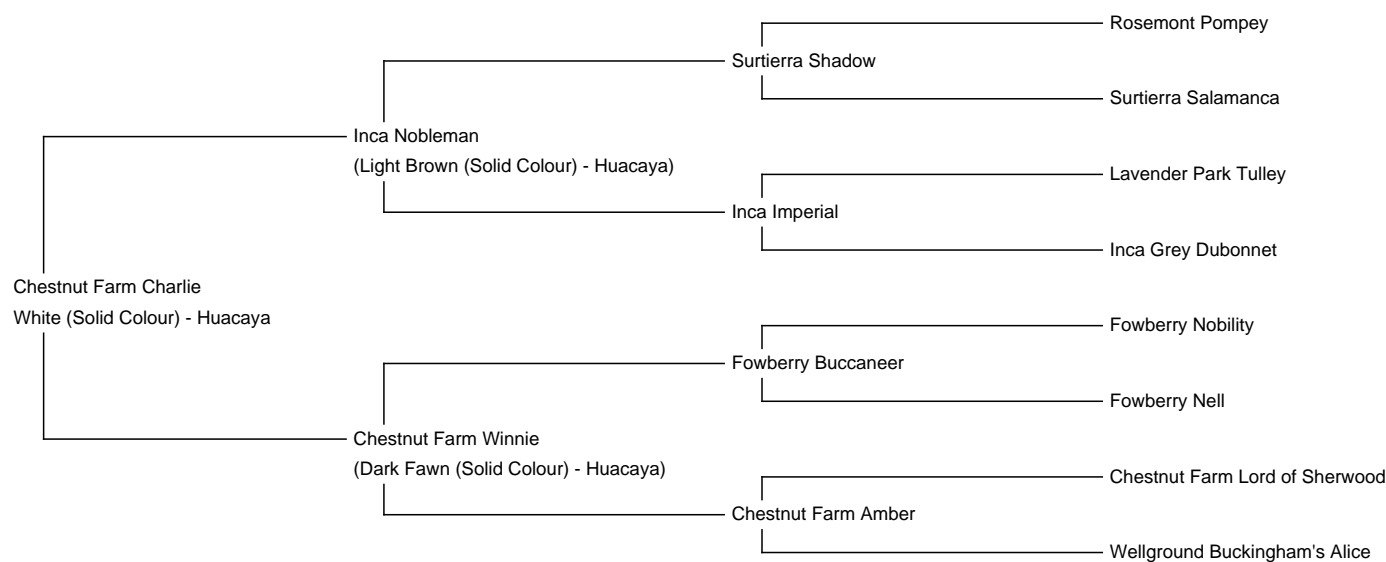 Rosemont Pompey
Surtierra Shadow
Surtierra Salamanca
Inca Nobleman
(Light Brown (Solid Colour) - Huacaya)
Lavender Park Tulley
Inca Imperial
Inca Grey Dubonnet
Chestnut Farm Charlie
White (Solid Colour) - Huacaya
Fowberry Nobility
Fowberry Buccaneer
Fowberry Nell
Chestnut Farm Winnie
(Dark Fawn (Solid Colour) - Huacaya)
Chestnut Farm Lord of Sherwood
Chestnut Farm Amber
Wellground Buckingham's Alice